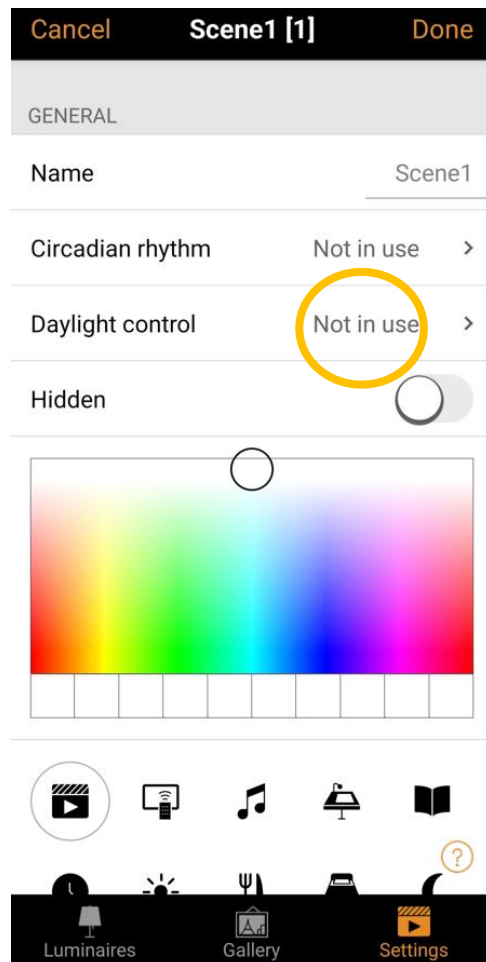 Cancel Scene1 [1] Done
GENERAL
Name Scene1
Circadian rhythm Not in use >
Daylight control Not in use >
Hidden
?
Luminaires Gallery Settings